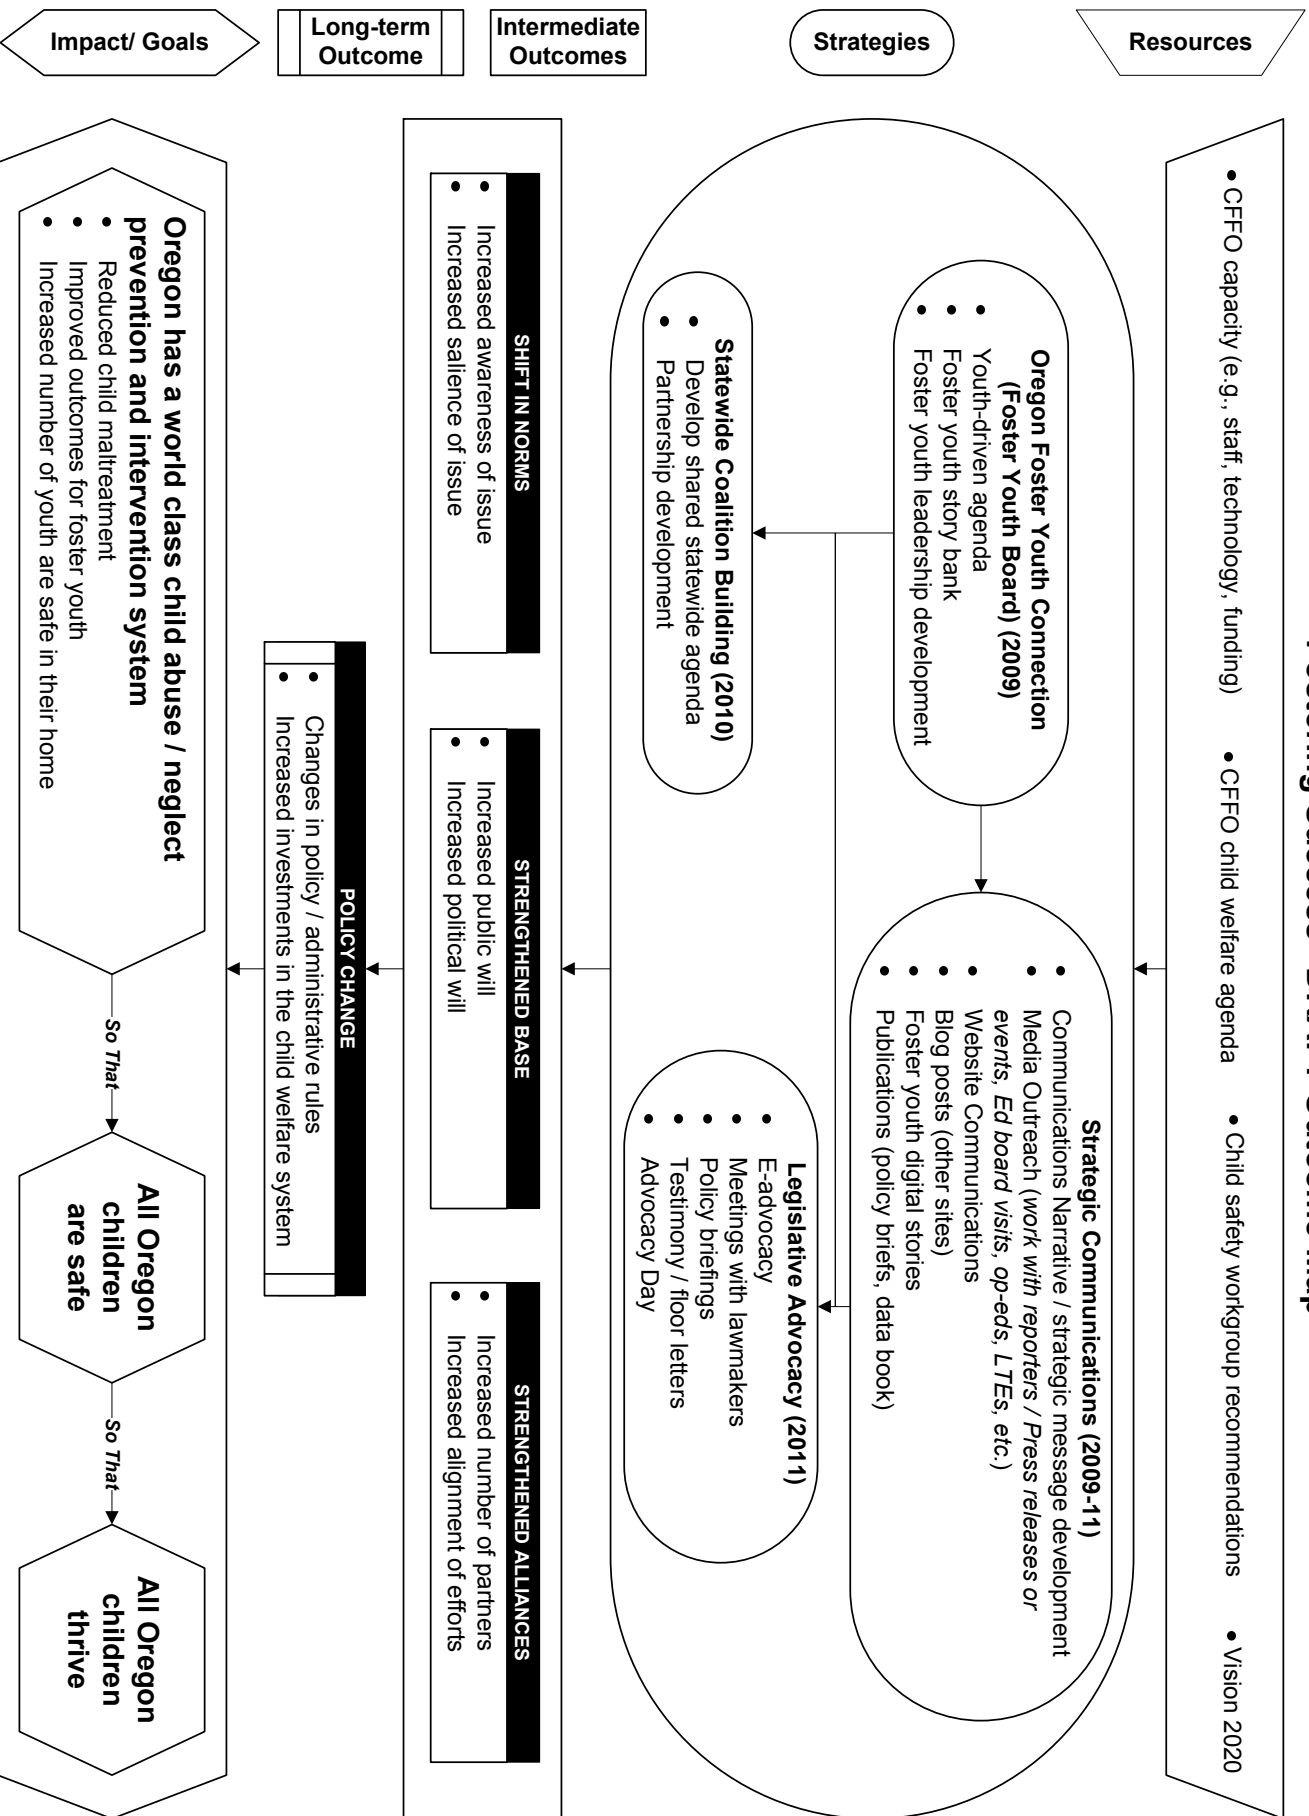 Resources
• CFFO capacity (e.g., staff, technology, funding)
• CFFO child welfare agenda
• Child safety workgroup recommendations
• Vision 2020
Strategies
Oregon Foster Youth Connection
(Foster Youth Board) (2009)
• Youth-driven agenda
• Foster youth story bank
• Foster youth leadership development
Strategic Communications (2009-11)
• Communications Narrative / strategic message development
• Media Outreach (work with reporters / Press releases or
events, Ed board visits, op-eds, LTEs, etc.)
• Website Communications
• Blog posts (other sites)
• Foster youth digital stories
• Publications (policy briefs, data book)
Statewide Coalition Building (2010)
• Develop shared statewide agenda
• Partnership development
Legislative Advocacy (2011)
• E-advocacy
• Meetings with lawmakers
• Policy briefings
• Testimony / floor letters
• Advocacy Day
Intermediate
Outcomes
SHIFT IN NORMS
• Increased awareness of issue
• Increased salience of issue
STRENGTHENED BASE
• Increased public will
• Increased political will
STRENGTHENED ALLIANCES
• Increased number of partners
• Increased alignment of efforts
Long-term
Outcome
POLICY CHANGE
• Changes in policy / administrative rules
• Increased investments in the child welfare system
Impact/ Goals
Oregon has a world class child abuse / neglect
prevention and intervention system
• Reduced child maltreatment
• Improved outcomes for foster youth
• Increased number of youth are safe in their home
So That
All Oregon
children
are safe
So That
All Oregon
children
thrive